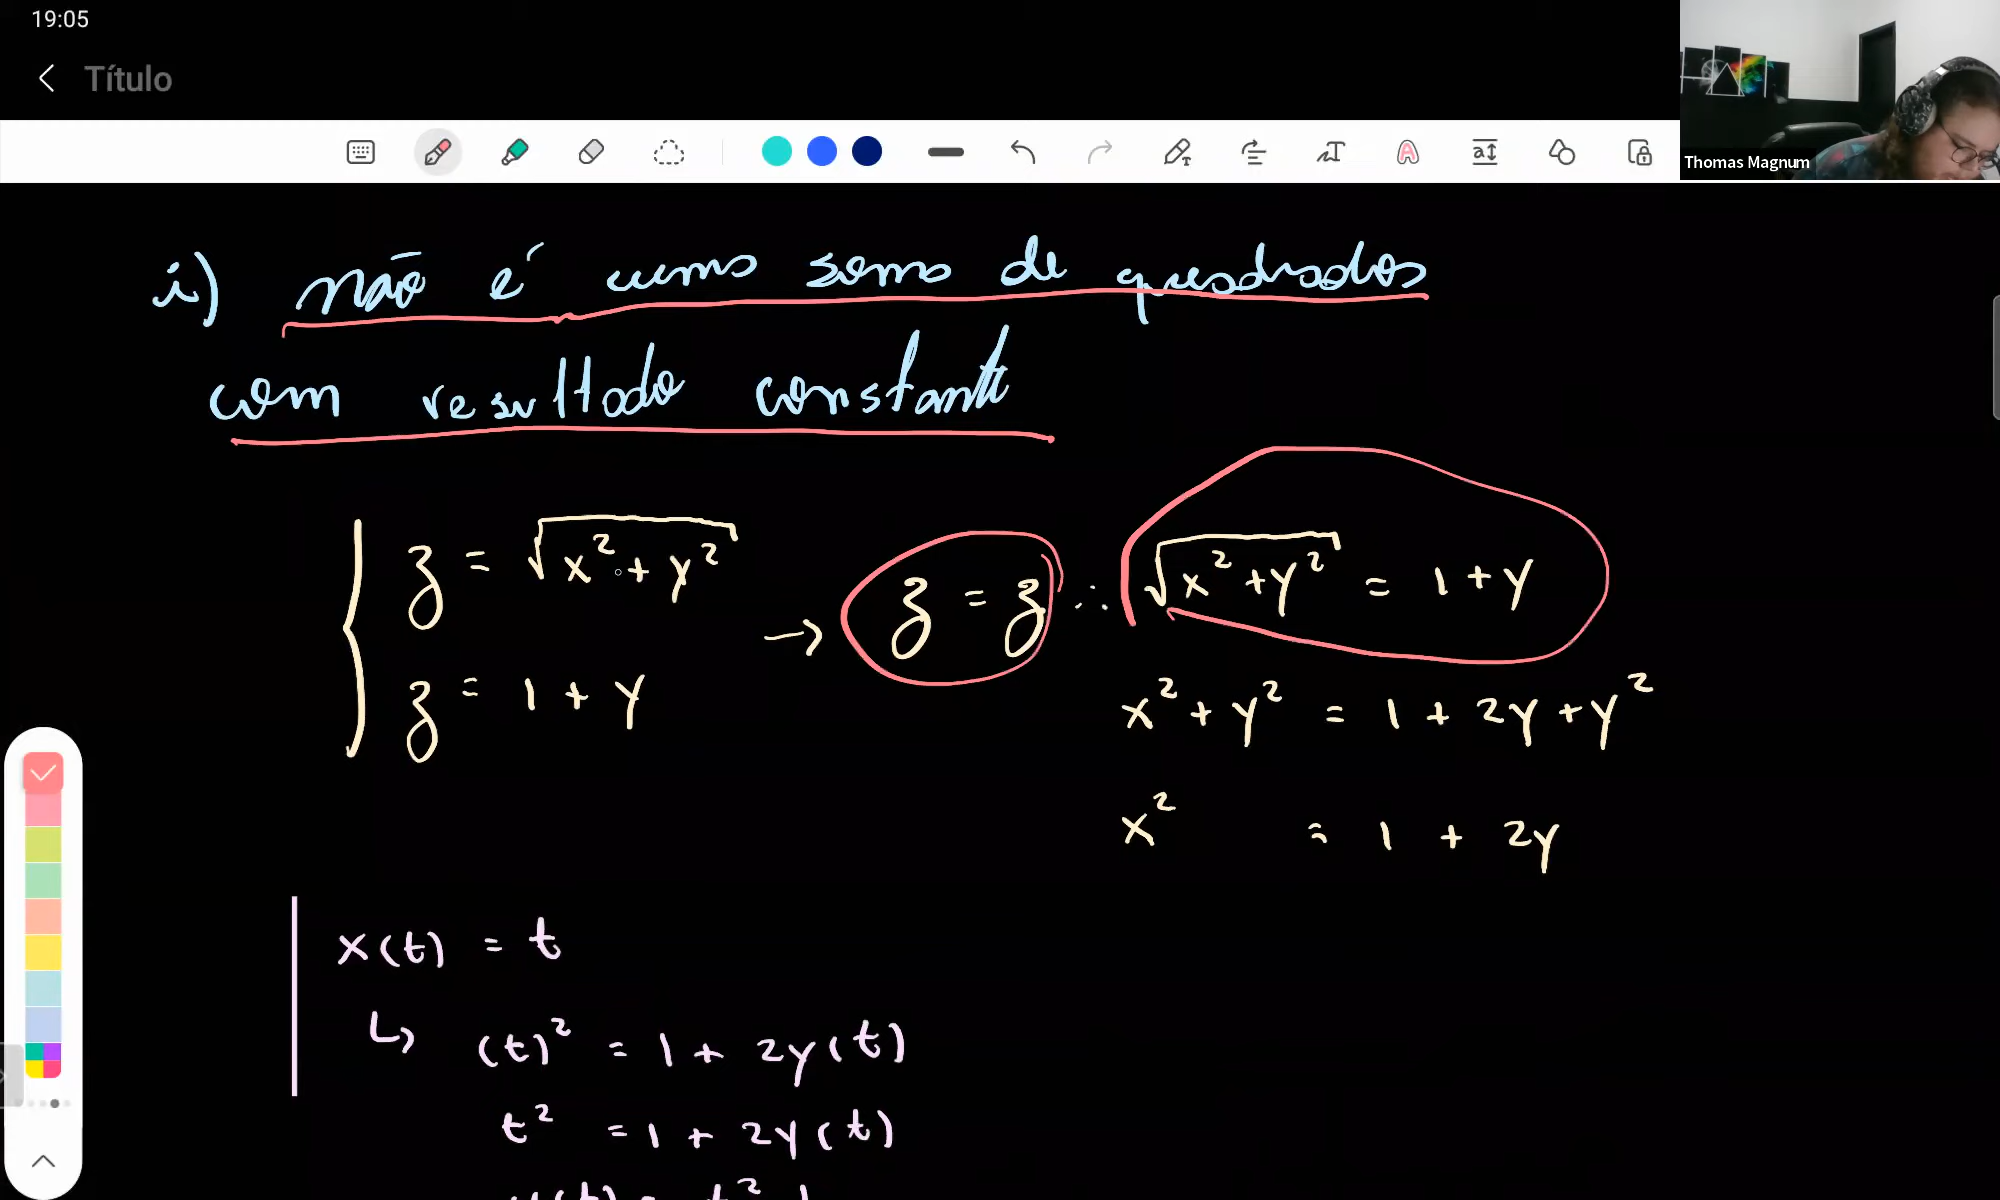 19:05
Título
Thomas Magnum
i) não é uma soma de quadrados
com resultado constante
z = √(x² + y²)
z = 1 + y
→ z = z ∴ √(x² + y²) = 1 + y
x² + y² = 1 + 2y + y²
x² = 1 + 2y
x(t) = t
↳ (t)² = 1 + 2y(t)
t² = 1 + 2y(t)